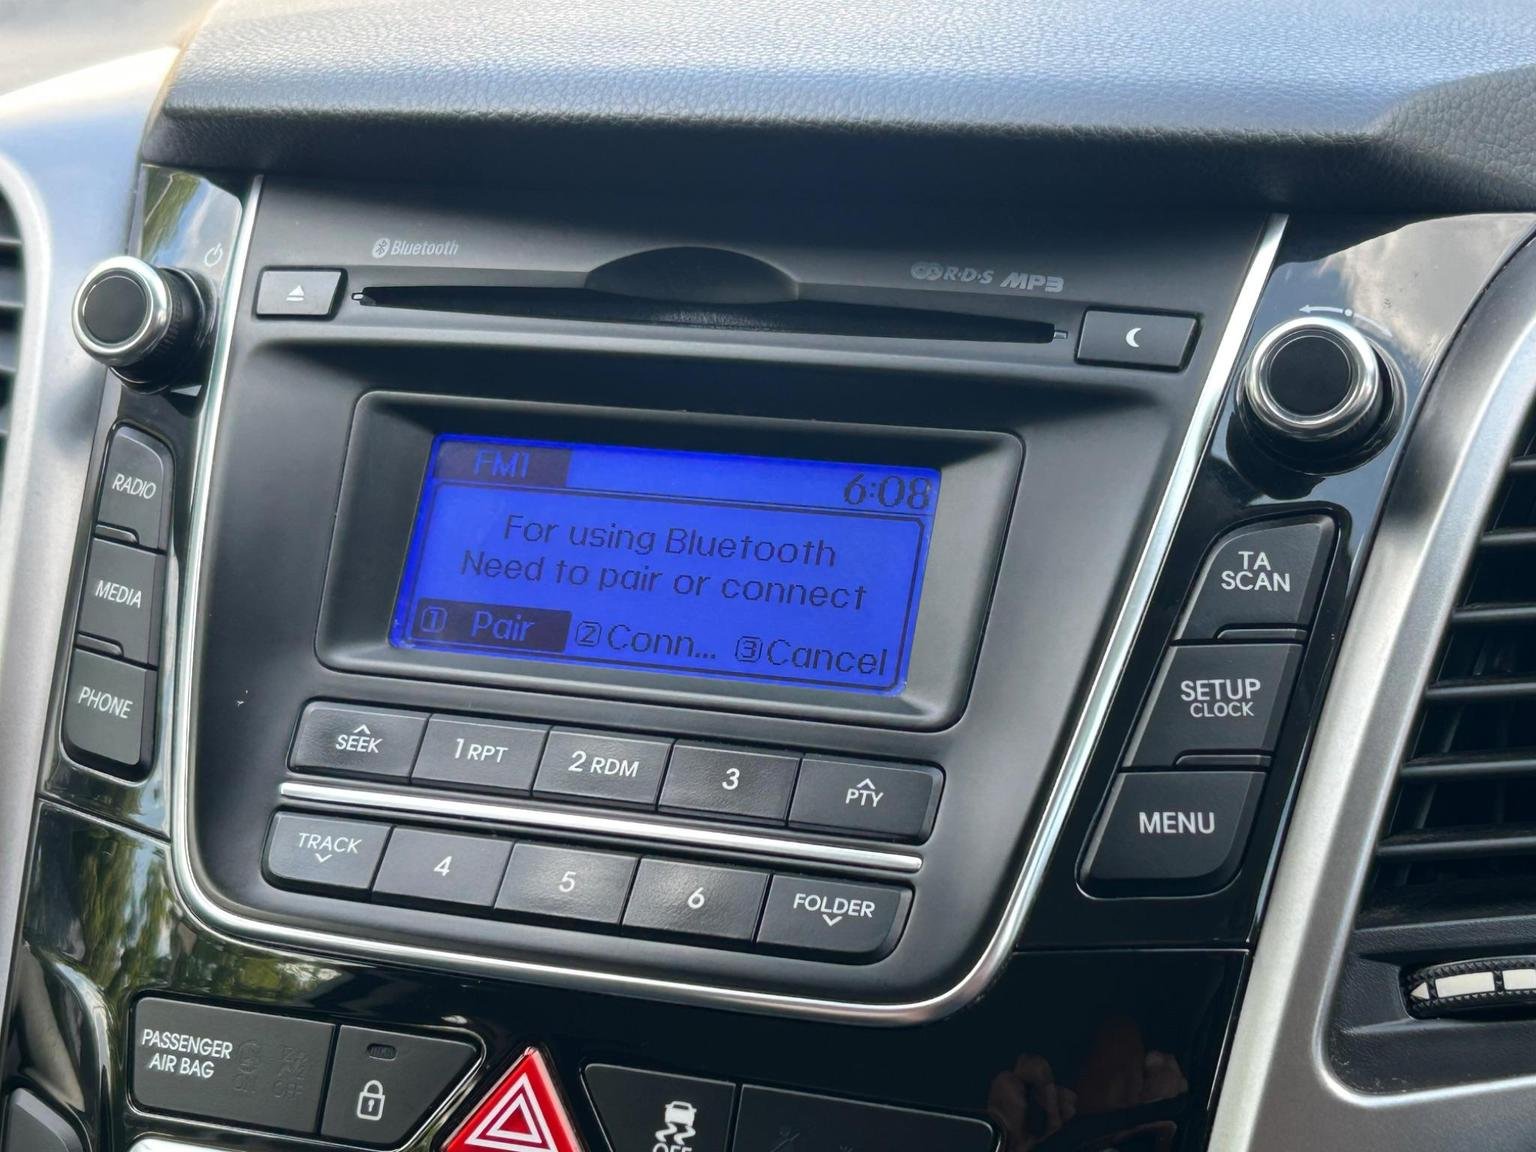 Bluetooth
R·D·S MP3
FM1
6:08
For using Bluetooth
Need to pair or connect
1 Pair 2 Conn... 3 Cancel
RADIO
MEDIA
PHONE
TA
SCAN
SETUP
CLOCK
MENU
SEEK
1 RPT
2 RDM
3
PTY
TRACK
4
5
6
FOLDER
PASSENGER
AIR BAG
OFF
OFF